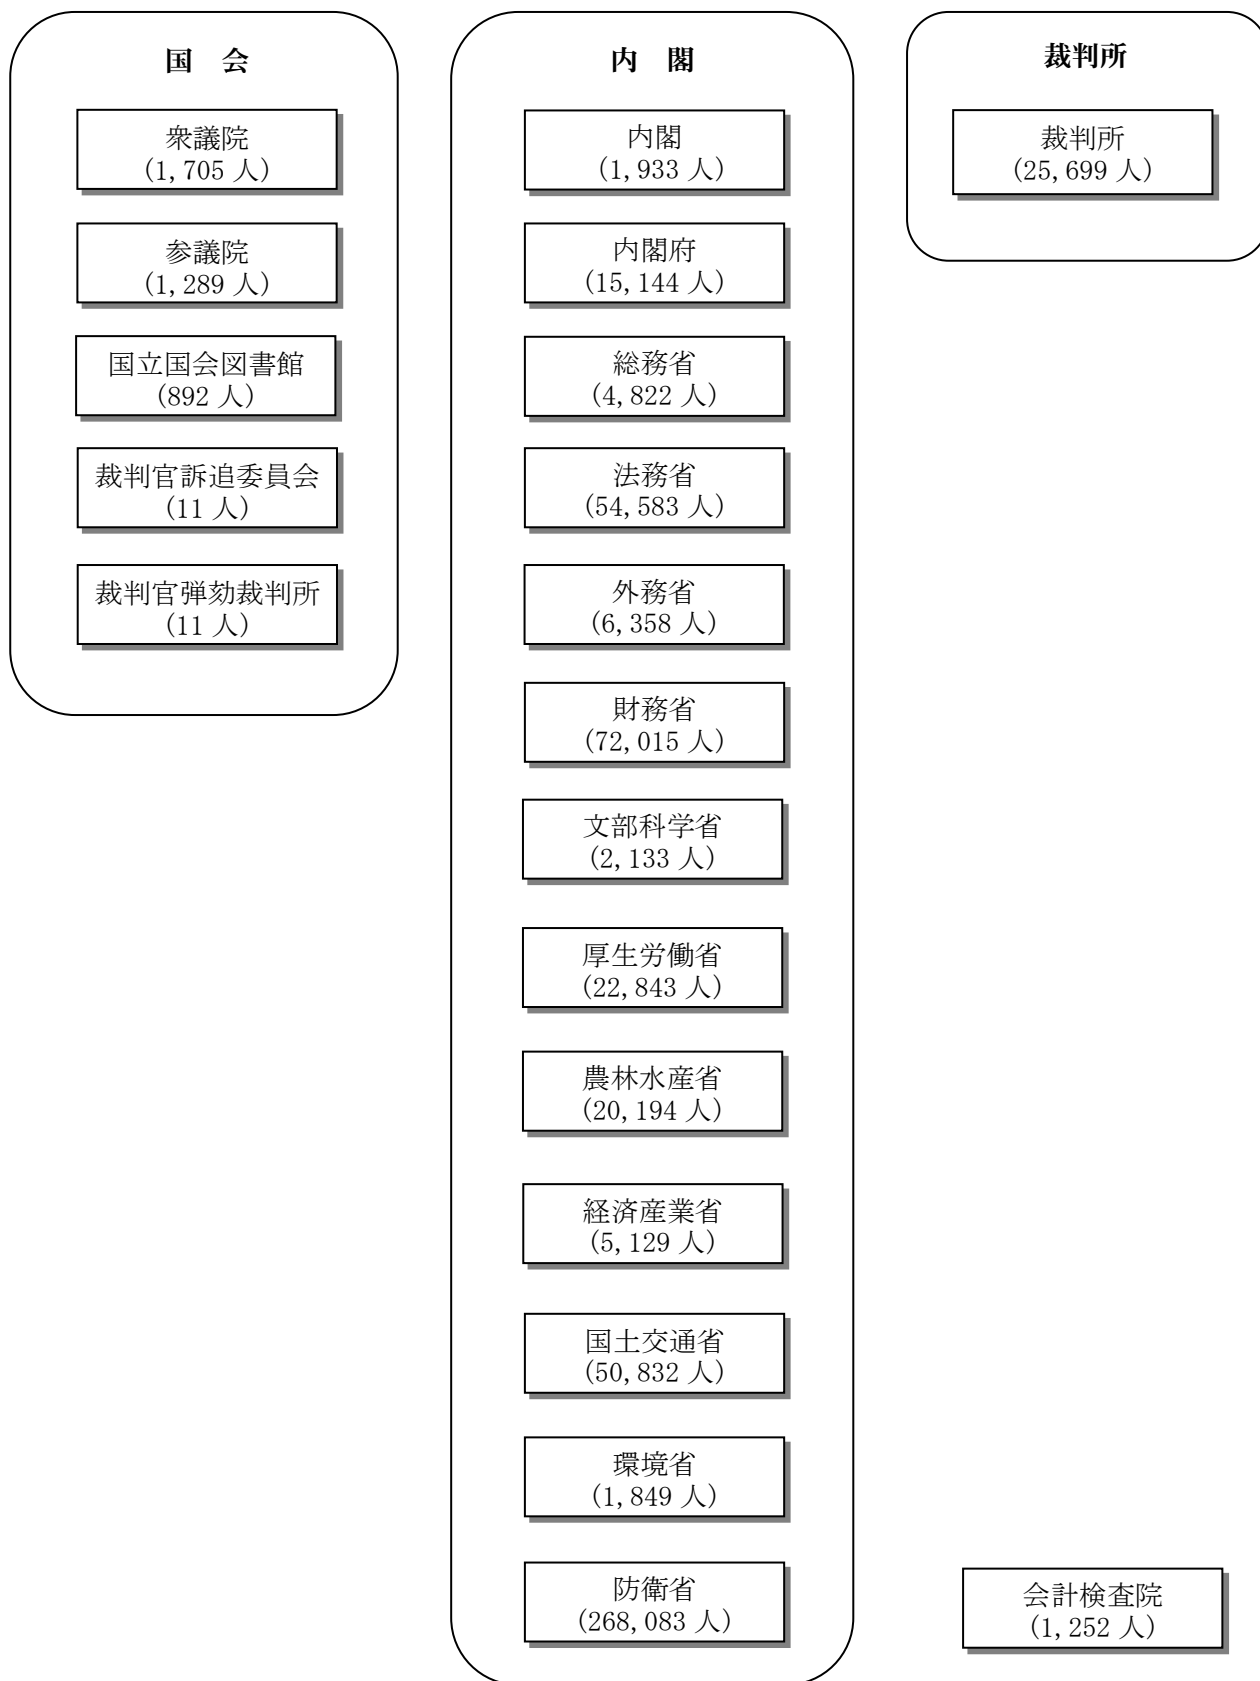 国　会
衆議院
(1,705 人)
参議院
(1,289 人)
国立国会図書館
(892 人)
裁判官訴追委員会
(11 人)
裁判官弾劾裁判所
(11 人)
内　閣
内閣
(1,933 人)
内閣府
(15,144 人)
総務省
(4,822 人)
法務省
(54,583 人)
外務省
(6,358 人)
財務省
(72,015 人)
文部科学省
(2,133 人)
厚生労働省
(22,843 人)
農林水産省
(20,194 人)
経済産業省
(5,129 人)
国土交通省
(50,832 人)
環境省
(1,849 人)
防衛省
(268,083 人)
裁判所
裁判所
(25,699 人)
会計検査院
(1,252 人)